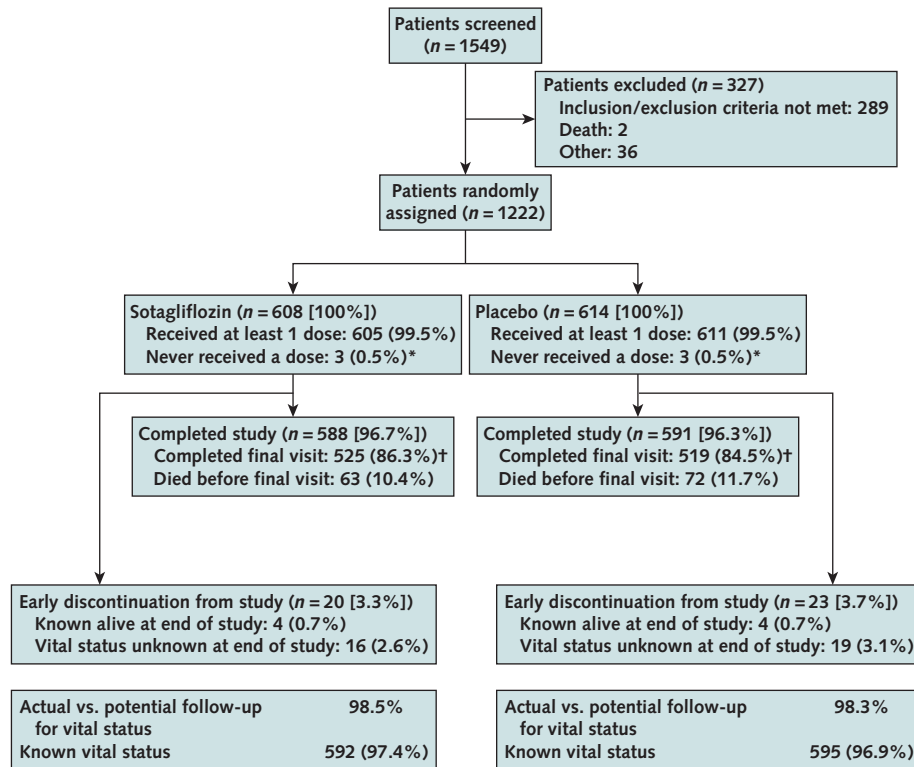 Patients screened
(n = 1549)
Patients excluded (n = 327)
Inclusion/exclusion criteria not met: 289
Death: 2
Other: 36
Patients randomly
assigned (n = 1222)
Sotagliflozin (n = 608 [100%])
Received at least 1 dose: 605 (99.5%)
Never received a dose: 3 (0.5%)*
Placebo (n = 614 [100%])
Received at least 1 dose: 611 (99.5%)
Never received a dose: 3 (0.5%)*
Completed study (n = 588 [96.7%])
Completed final visit: 525 (86.3%)†
Died before final visit: 63 (10.4%)
Completed study (n = 591 [96.3%])
Completed final visit: 519 (84.5%)†
Died before final visit: 72 (11.7%)
Early discontinuation from study (n = 20 [3.3%])
Known alive at end of study: 4 (0.7%)
Vital status unknown at end of study: 16 (2.6%)
Early discontinuation from study (n = 23 [3.7%])
Known alive at end of study: 4 (0.7%)
Vital status unknown at end of study: 19 (3.1%)
Actual vs. potential follow-up 98.5%
for vital status
Known vital status 592 (97.4%)
Actual vs. potential follow-up 98.3%
for vital status
Known vital status 595 (96.9%)